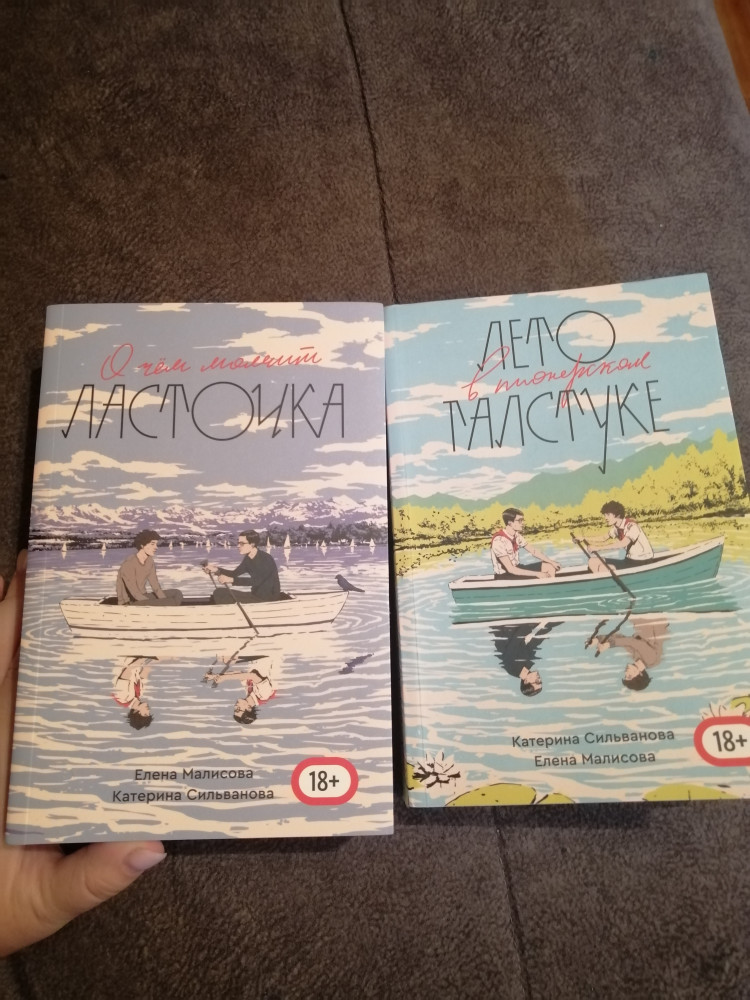 О чём молчит
ЛАСТОЧКА
Елена Малисова
Катерина Сильванова
18+
ЛЕТО
в пионерском
ГАЛСТУКЕ
Катерина Сильванова
Елена Малисова
18+